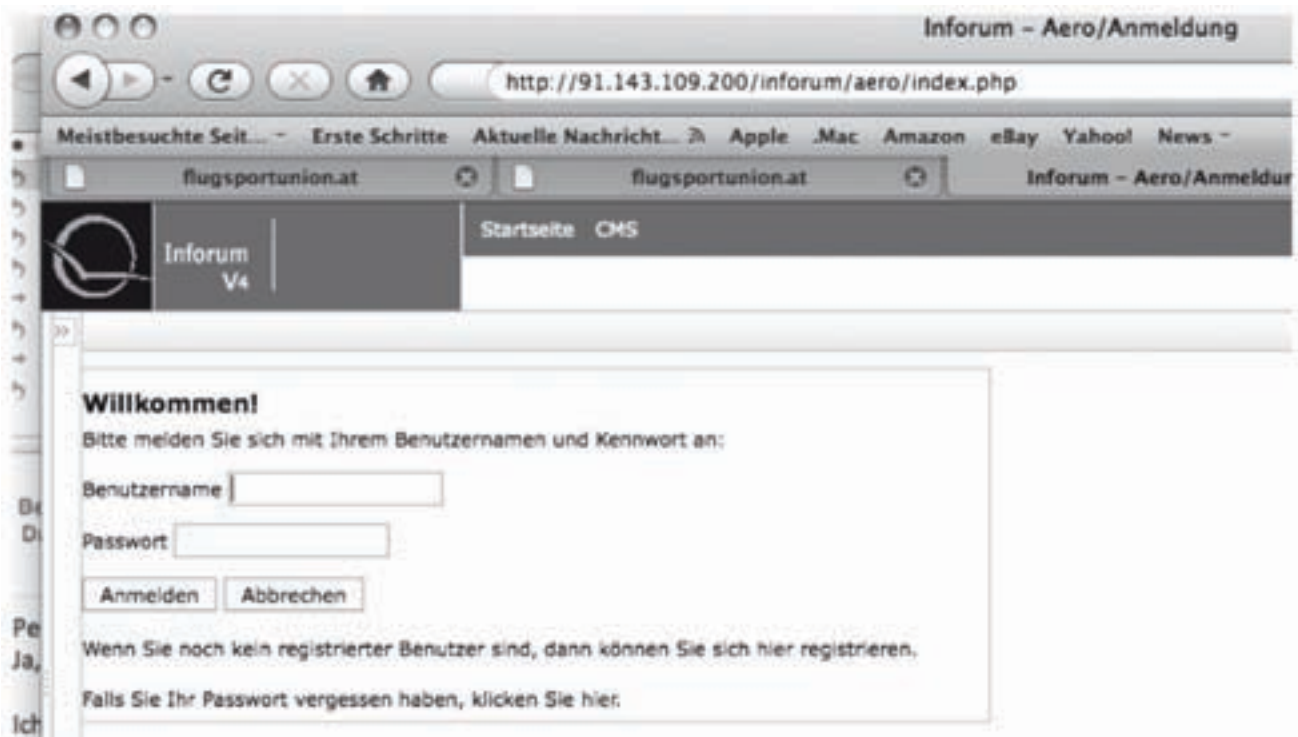 Inforum – Aero/Anmeldung
http://91.143.109.200/inforum/aero/index.php
Meistbesuchte Seit... Erste Schritte Aktuelle Nachricht... Apple .Mac Amazon eBay Yahoo! News
flugsportunion.at flugsportunion.at Inforum – Aero/Anmeldur
Inforum
V4
Startseite CMS
»
Willkommen!
Bitte melden Sie sich mit Ihrem Benutzernamen und Kennwort an:
Benutzername
Passwort
Anmelden Abbrechen
Wenn Sie noch kein registrierter Benutzer sind, dann können Sie sich hier registrieren.
Falls Sie Ihr Passwort vergessen haben, klicken Sie hier.
Pe
Ja,
Ich